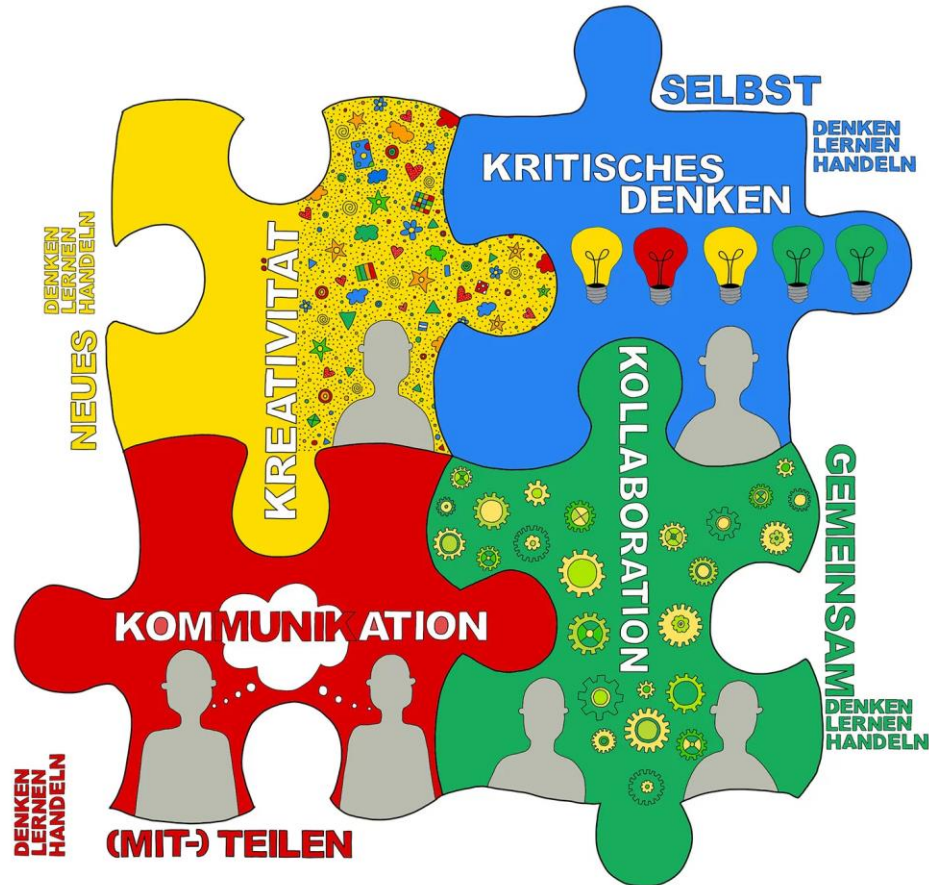 SELBST
DENKEN
LERNEN
HANDELN
KRITISCHES
DENKEN
NEUES
DENKEN
LERNEN
HANDELN
KREATIVITÄT
KOLLABORATION
GEMEINSAM
DENKEN
LERNEN
HANDELN
KOMMUNIKATION
DENKEN
LERNEN
HANDELN
(MIT-) TEILEN